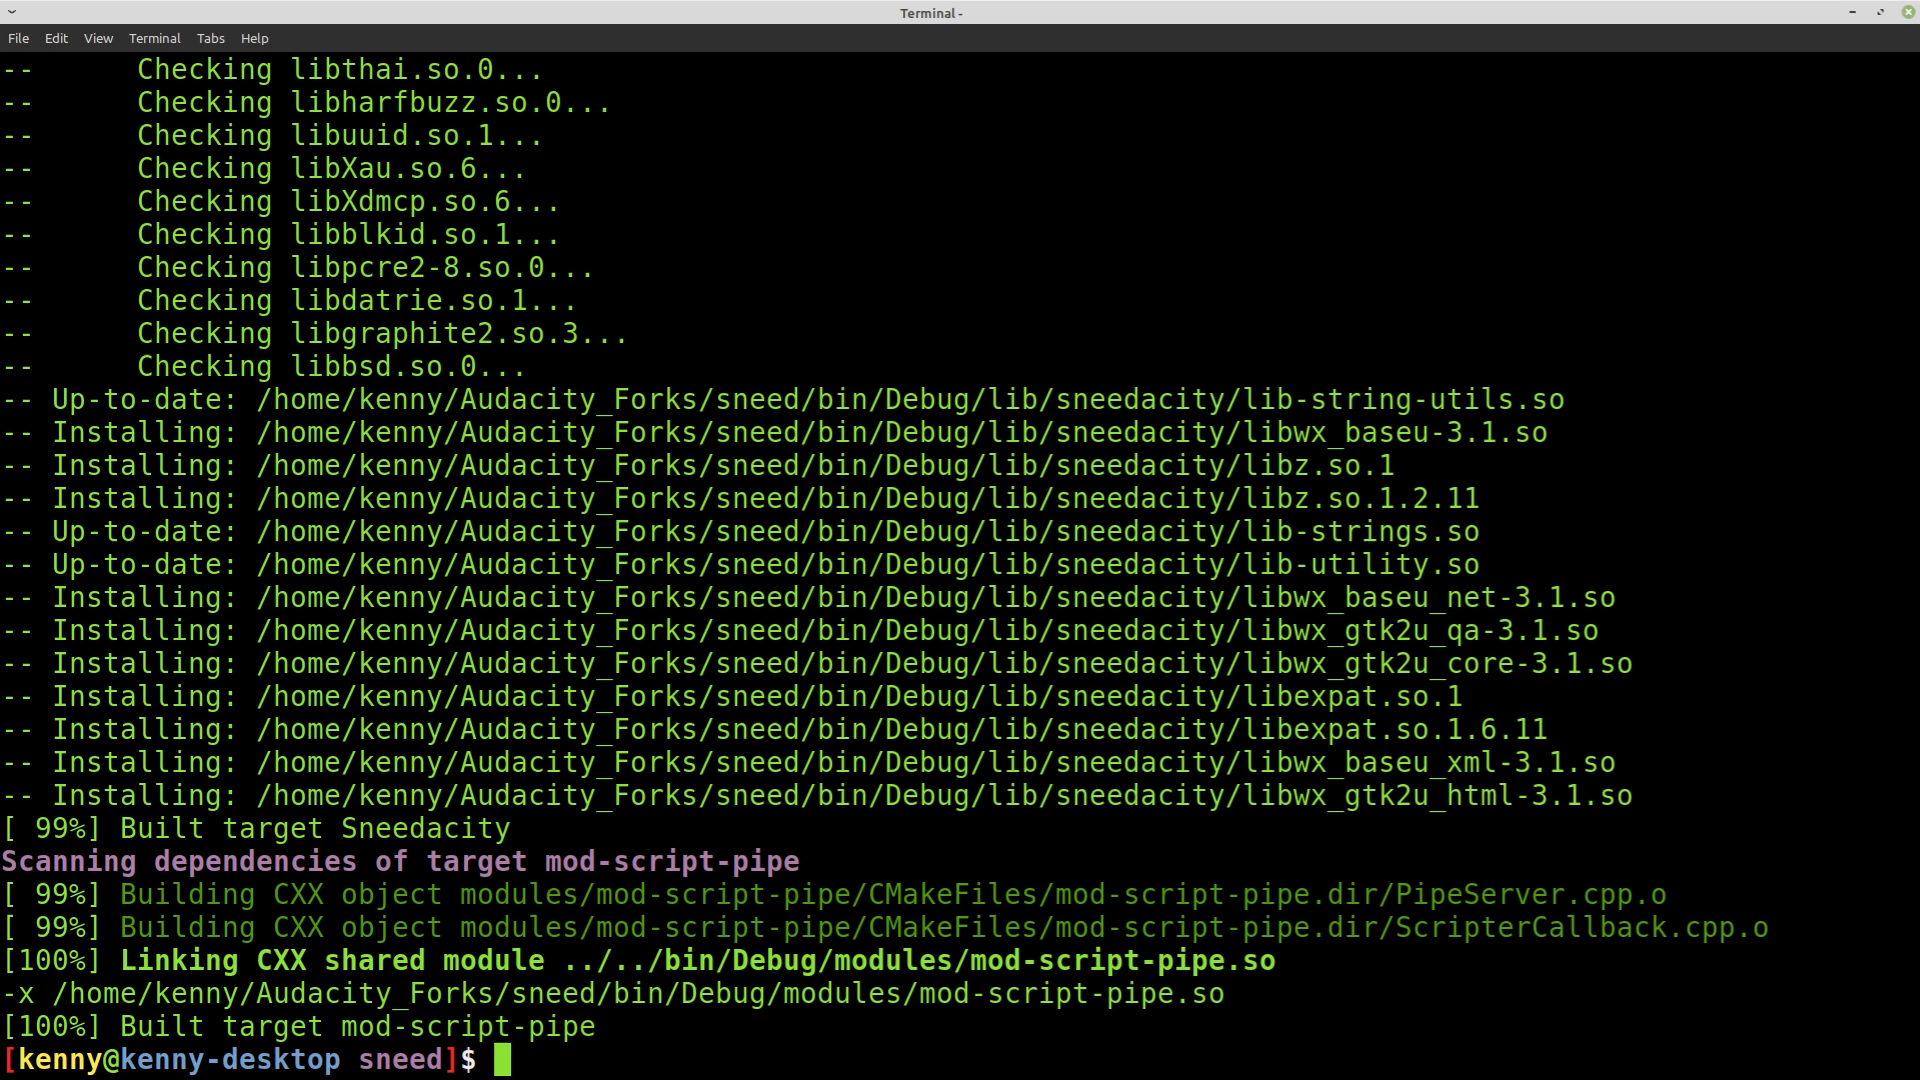 Terminal -
File Edit View Terminal Tabs Help
--      Checking libthai.so.0...
--      Checking libharfbuzz.so.0...
--      Checking libuuid.so.1...
--      Checking libXau.so.6...
--      Checking libXdmcp.so.6...
--      Checking libblkid.so.1...
--      Checking libpcre2-8.so.0...
--      Checking libdatrie.so.1...
--      Checking libgraphite2.so.3...
--      Checking libbsd.so.0...
-- Up-to-date: /home/kenny/Audacity_Forks/sneed/bin/Debug/lib/sneedacity/lib-string-utils.so
-- Installing: /home/kenny/Audacity_Forks/sneed/bin/Debug/lib/sneedacity/libwx_baseu-3.1.so
-- Installing: /home/kenny/Audacity_Forks/sneed/bin/Debug/lib/sneedacity/libz.so.1
-- Installing: /home/kenny/Audacity_Forks/sneed/bin/Debug/lib/sneedacity/libz.so.1.2.11
-- Up-to-date: /home/kenny/Audacity_Forks/sneed/bin/Debug/lib/sneedacity/lib-strings.so
-- Up-to-date: /home/kenny/Audacity_Forks/sneed/bin/Debug/lib/sneedacity/lib-utility.so
-- Installing: /home/kenny/Audacity_Forks/sneed/bin/Debug/lib/sneedacity/libwx_baseu_net-3.1.so
-- Installing: /home/kenny/Audacity_Forks/sneed/bin/Debug/lib/sneedacity/libwx_gtk2u_qa-3.1.so
-- Installing: /home/kenny/Audacity_Forks/sneed/bin/Debug/lib/sneedacity/libwx_gtk2u_core-3.1.so
-- Installing: /home/kenny/Audacity_Forks/sneed/bin/Debug/lib/sneedacity/libexpat.so.1
-- Installing: /home/kenny/Audacity_Forks/sneed/bin/Debug/lib/sneedacity/libexpat.so.1.6.11
-- Installing: /home/kenny/Audacity_Forks/sneed/bin/Debug/lib/sneedacity/libwx_baseu_xml-3.1.so
-- Installing: /home/kenny/Audacity_Forks/sneed/bin/Debug/lib/sneedacity/libwx_gtk2u_html-3.1.so
[ 99%] Built target Sneedacity
Scanning dependencies of target mod-script-pipe
[ 99%] Building CXX object modules/mod-script-pipe/CMakeFiles/mod-script-pipe.dir/PipeServer.cpp.o
[ 99%] Building CXX object modules/mod-script-pipe/CMakeFiles/mod-script-pipe.dir/ScripterCallback.cpp.o
[100%] Linking CXX shared module ../../bin/Debug/modules/mod-script-pipe.so
-x /home/kenny/Audacity_Forks/sneed/bin/Debug/modules/mod-script-pipe.so
[100%] Built target mod-script-pipe
[kenny@kenny-desktop sneed]$